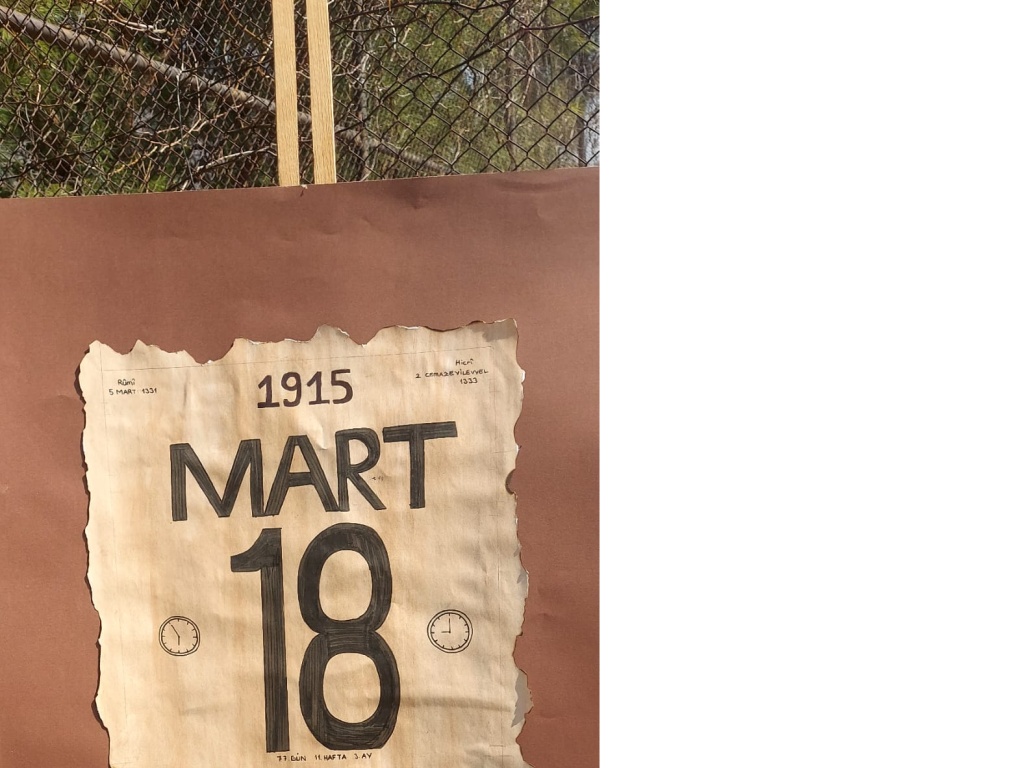 Rûmî
5 MART 1331
1915
Hicrî
2 CEMAZEYİLEVVEL
1333
MART
18
77. GÜN 11. HAFTA 3. AY